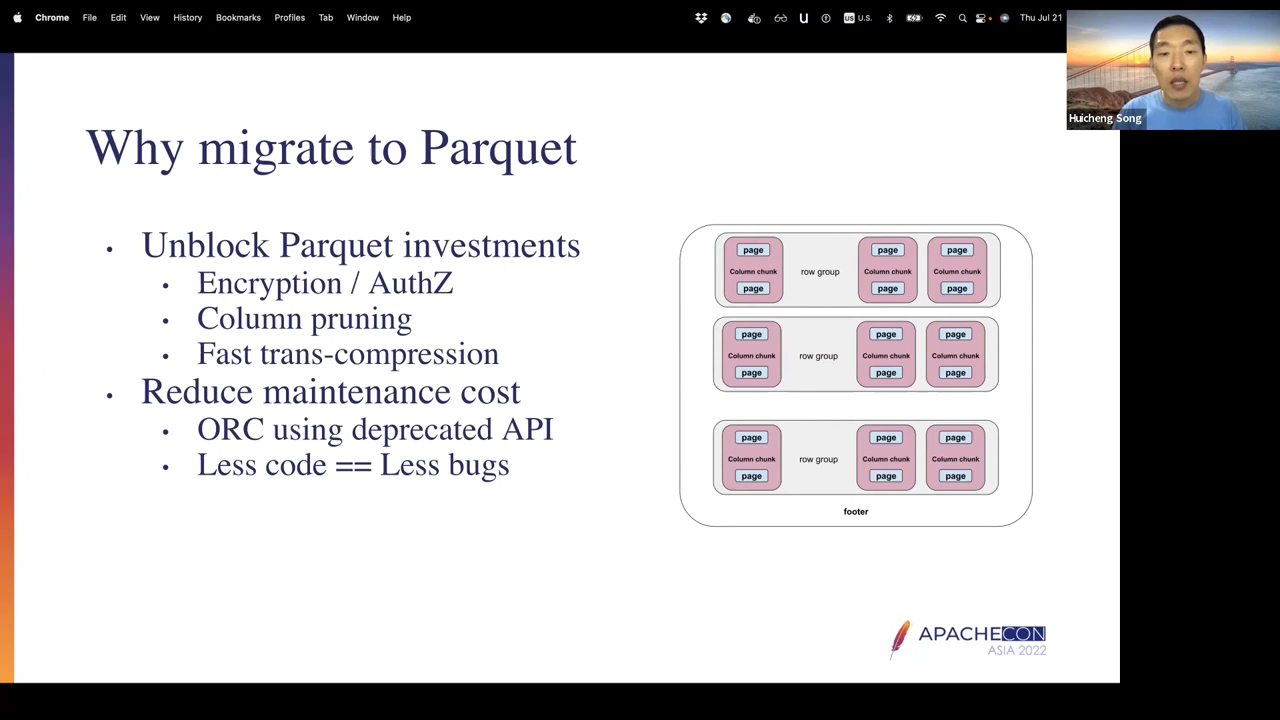 Chrome File Edit View History Bookmarks Profiles Tab Window Help
US U.S. Thu Jul 21
Huicheng Song
Why migrate to Parquet
• Unblock Parquet investments
• Encryption / AuthZ
• Column pruning
• Fast trans-compression
• Reduce maintenance cost
• ORC using deprecated API
• Less code == Less bugs
page page page
Column chunk row group Column chunk Column chunk
page page page
page page page
Column chunk row group Column chunk Column chunk
page page page
page page page
Column chunk row group Column chunk Column chunk
page page page
footer
APACHECON
ASIA 2022